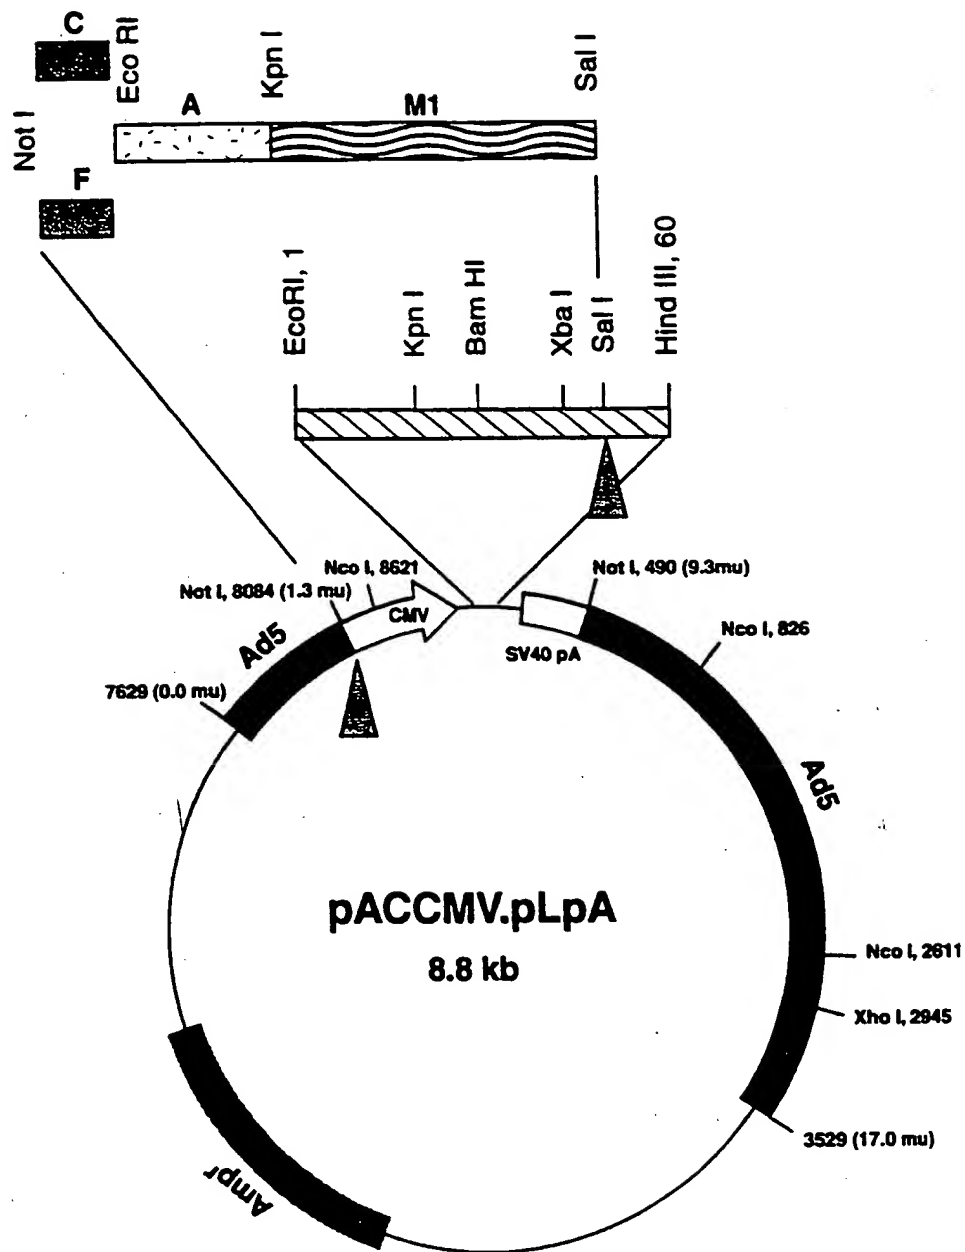 C
Eco RI
Kpn I
Sal I
A
M1
Not I
F
EcoRI, 1
Kpn I
Bam HI
Xba I
Sal I
Hind III, 60
Nco I, 8621
Not I, 8084 (1.3 mu)
Not I, 490 (9.3mu)
CMV
Nco I, 826
Ad5
SV40 pA
7629 (0.0 mu)
Ad5
pACCMV.pLpA
8.8 kb
Nco I, 2611
Xho I, 2945
3529 (17.0 mu)
Ampr